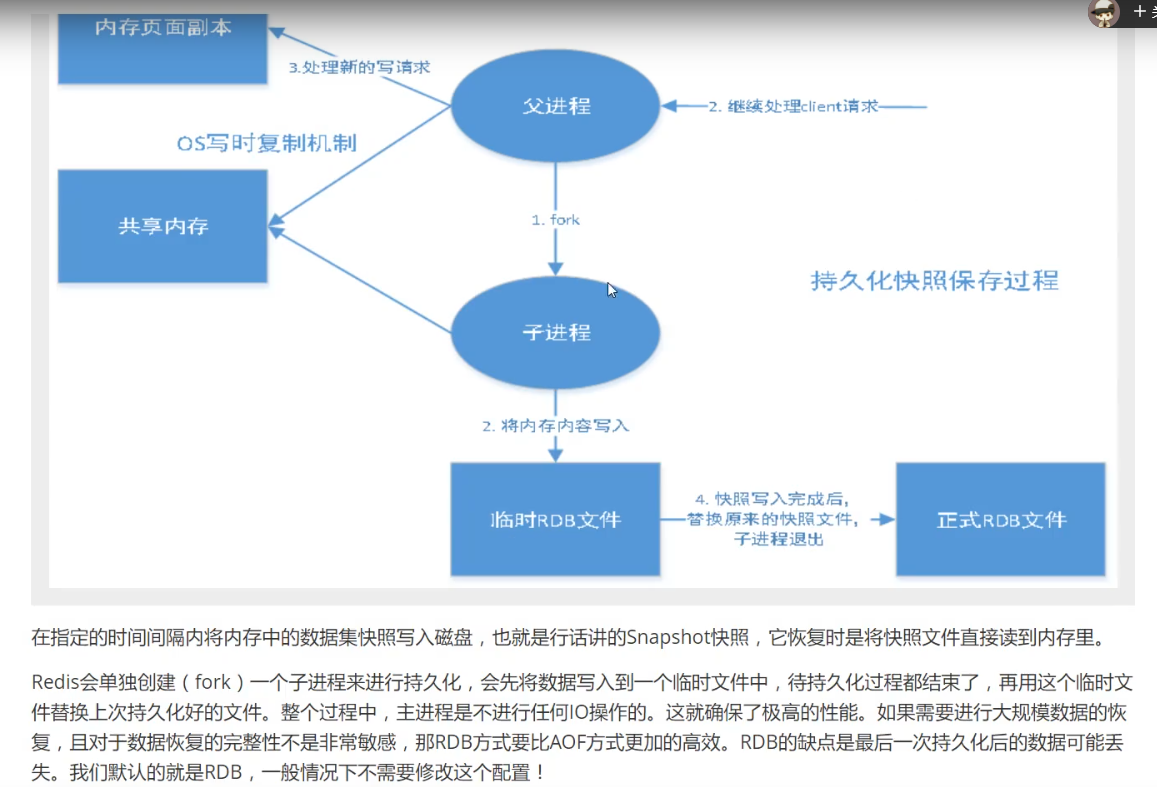 内存页面副本
3.处理新的写请求
父进程
2. 继续处理client请求
OS写时复制机制
共享内存
1. fork
持久化快照保存过程
子进程
2. 将内存内容写入
临时RDB文件
4. 快照写入完成后,
替换原来的快照文件,
子进程退出
正式RDB文件
在指定的时间间隔内将内存中的数据集快照写入磁盘，也就是行话讲的Snapshot快照，它恢复时是将快照文件直接读到内存里。
Redis会单独创建（fork）一个子进程来进行持久化，会先将数据写入到一个临时文件中，待持久化过程都结束了，再用这个临时文
件替换上次持久化好的文件。整个过程中，主进程是不进行任何IO操作的。这就确保了极高的性能。如果需要进行大规模数据的恢
复，且对于数据恢复的完整性不是非常敏感，那RDB方式要比AOF方式更加的高效。RDB的缺点是最后一次持久化后的数据可能丢
失。我们默认的就是RDB，一般情况下不需要修改这个配置！